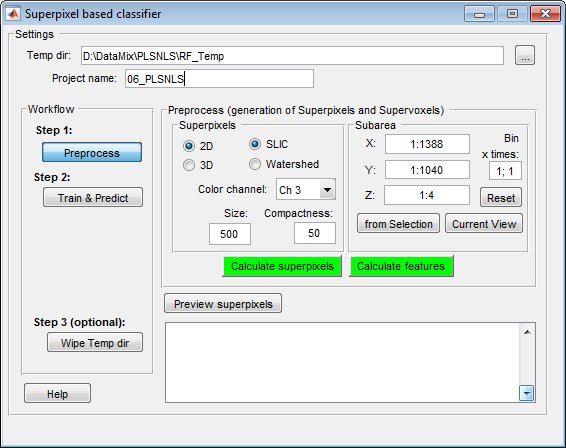 Superpixel based classifier
Settings
Temp dir: D:\DataMix\PLSNLS\RF_Temp ...
Project name: 06_PLSNLS
Workflow
Step 1:
Preprocess
Step 2:
Train & Predict
Step 3 (optional):
Wipe Temp dir
Help
Preprocess (generation of Superpixels and Supervoxels)
Superpixels
2D SLIC
3D Watershed
Color channel: Ch 3
Size: Compactness:
500 50
Subarea
X: 1:1388
Y: 1:1040
Z: 1:4
Bin
x times:
1; 1
Reset
from Selection Current View
Calculate superpixels Calculate features
Preview superpixels